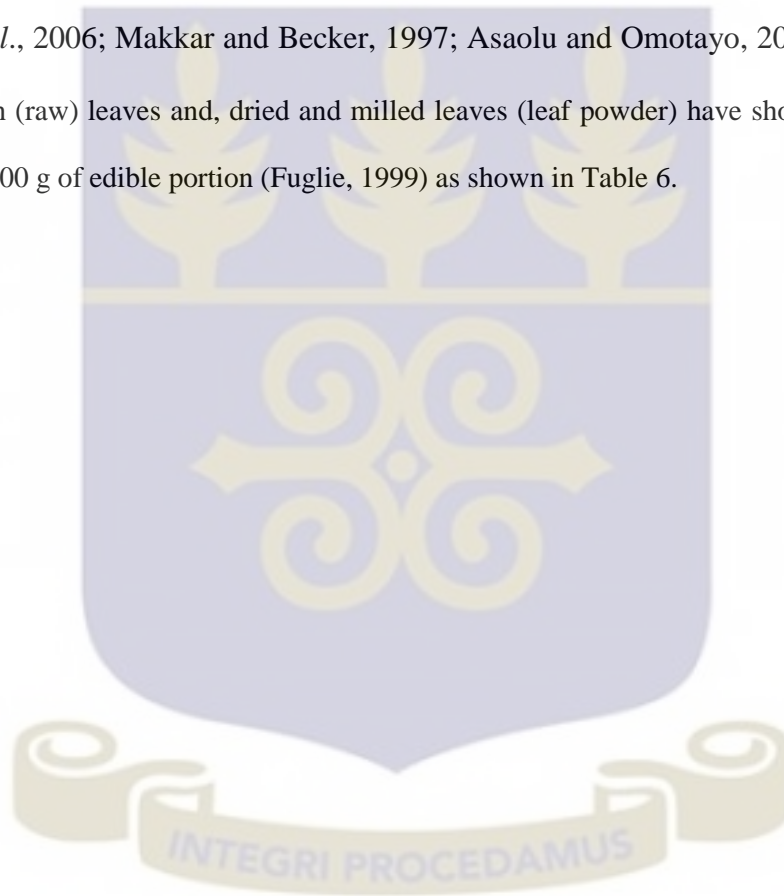 l., 2006; Makkar and Becker, 1997; Asaolu and Omotayo, 20
(raw) leaves and, dried and milled leaves (leaf powder) have sho
00 g of edible portion (Fuglie, 1999) as shown in Table 6.
INTEGRI PROCEDAMUS